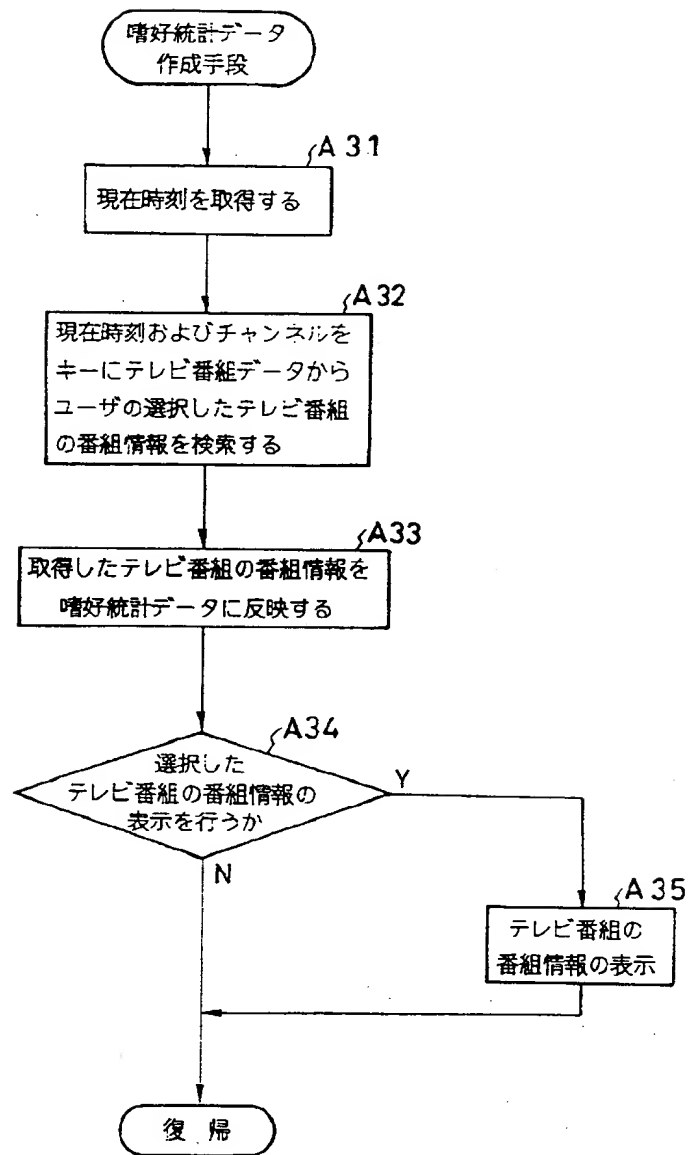 嗜好統計データ
作成手段
A31
現在時刻を取得する
A32
現在時刻およびチャンネルを
キーにテレビ番組データから
ユーザの選択したテレビ番組
の番組情報を検索する
A33
取得したテレビ番組の番組情報を
嗜好統計データに反映する
A34
選択した
テレビ番組の番組情報の
表示を行うか
Y
N
A35
テレビ番組の
番組情報の表示
復帰